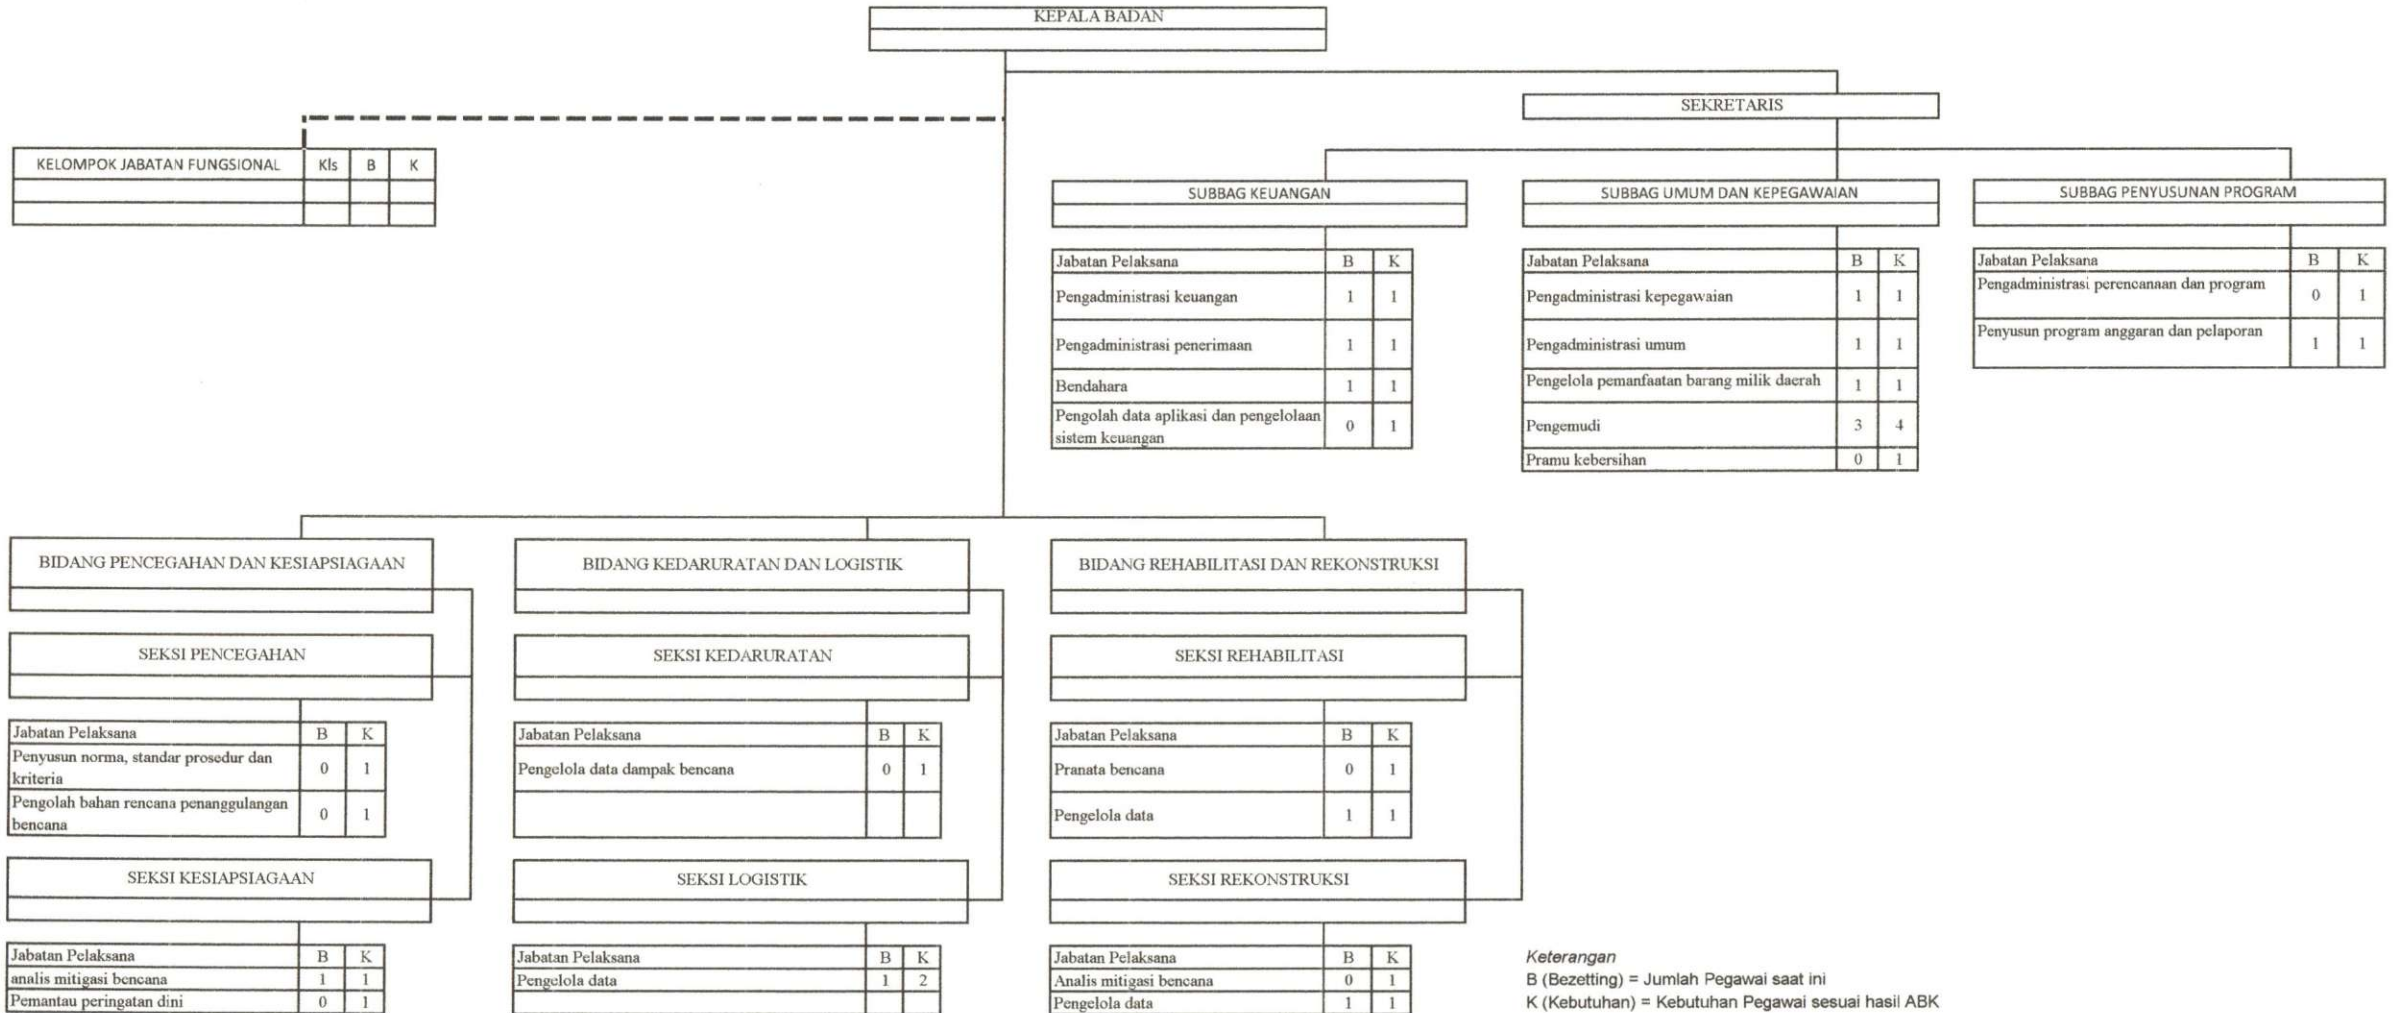 KEPALA BADAN
SEKRETARIS
KELOMPOK JABATAN FUNGSIONAL Kls B K
SUBBAG KEUANGAN
Jabatan Pelaksana B K
Pengadministrasi keuangan 1 1
Pengadministrasi penerimaan 1 1
Bendahara 1 1
Pengolah data aplikasi dan pengelolaan
sistem keuangan 0 1
SUBBAG UMUM DAN KEPEGAWAIAN
Jabatan Pelaksana B K
Pengadministrasi kepegawaian 1 1
Pengadministrasi umum 1 1
Pengelola pemanfaatan barang milik daerah 1 1
Pengemudi 3 4
Pramu kebersihan 0 1
SUBBAG PENYUSUNAN PROGRAM
Jabatan Pelaksana B K
Pengadministrasi perencanaan dan program 0 1
Penyusun program anggaran dan pelaporan 1 1
BIDANG PENCEGAHAN DAN KESIAPSIAGAAN
SEKSI PENCEGAHAN
Jabatan Pelaksana B K
Penyusun norma, standar prosedur dan
kriteria 0 1
Pengolah bahan rencana penanggulangan
bencana 0 1
SEKSI KESIAPSIAGAAN
Jabatan Pelaksana B K
analis mitigasi bencana 1 1
Pemantau peringatan dini 0 1
BIDANG KEDARURATAN DAN LOGISTIK
SEKSI KEDARURATAN
Jabatan Pelaksana B K
Pengelola data dampak bencana 0 1
SEKSI LOGISTIK
Jabatan Pelaksana B K
Pengelola data 1 2
BIDANG REHABILITASI DAN REKONSTRUKSI
SEKSI REHABILITASI
Jabatan Pelaksana B K
Pranata bencana 0 1
Pengelola data 1 1
SEKSI REKONSTRUKSI
Jabatan Pelaksana B K
Analis mitigasi bencana 0 1
Pengelola data 1 1
Keterangan
B (Bezetting) = Jumlah Pegawai saat ini
K (Kebutuhan) = Kebutuhan Pegawai sesuai hasil ABK